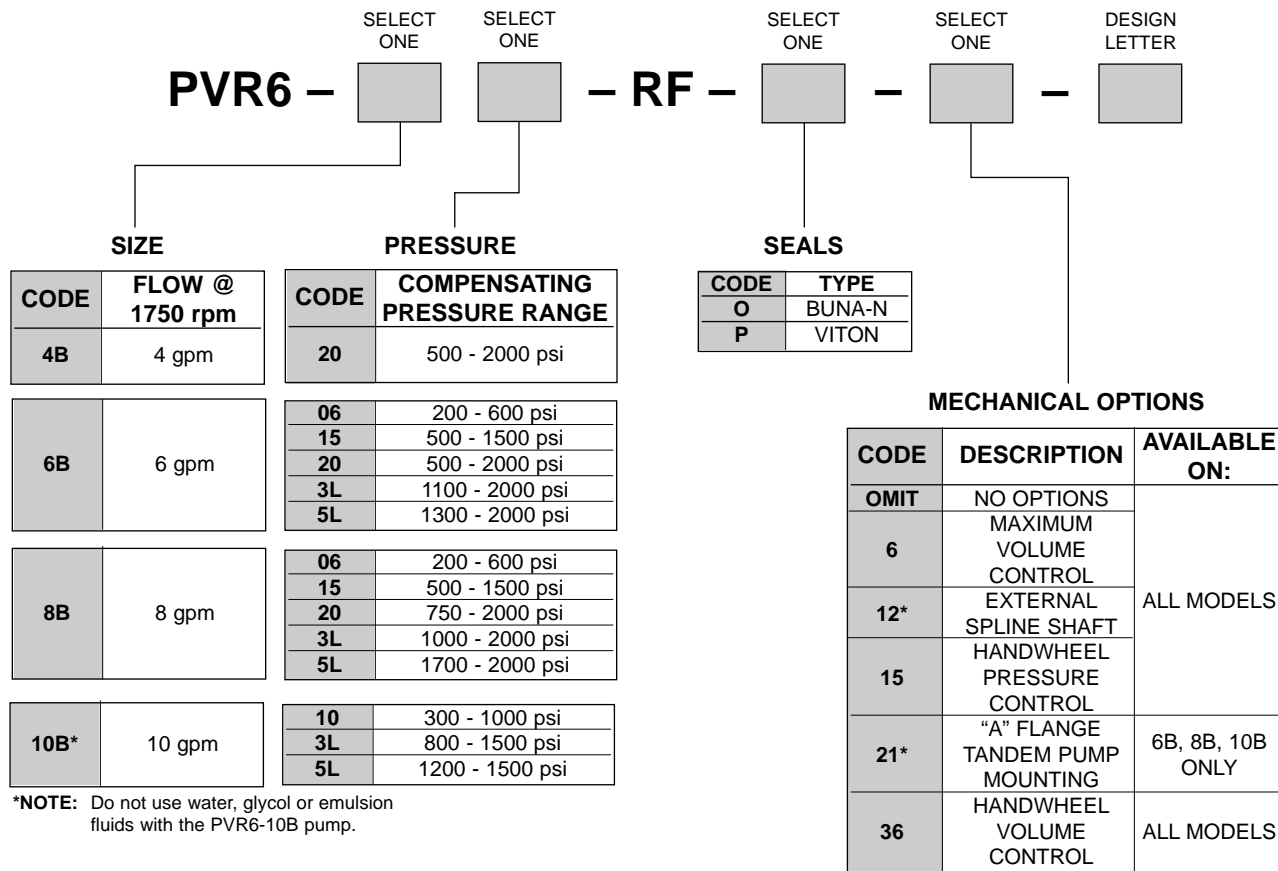 SELECT ONE
SELECT ONE
SELECT ONE
SELECT ONE
DESIGN LETTER
PVR6 – – RF – – –
SIZE
CODE FLOW @ 1750 rpm
4B 4 gpm
6B 6 gpm
8B 8 gpm
10B* 10 gpm
PRESSURE
CODE COMPENSATING PRESSURE RANGE
20 500 - 2000 psi
06 200 - 600 psi
15 500 - 1500 psi
20 500 - 2000 psi
3L 1100 - 2000 psi
5L 1300 - 2000 psi
06 200 - 600 psi
15 500 - 1500 psi
20 750 - 2000 psi
3L 1000 - 2000 psi
5L 1700 - 2000 psi
10 300 - 1000 psi
3L 800 - 1500 psi
5L 1200 - 1500 psi
*NOTE: Do not use water, glycol or emulsion
fluids with the PVR6-10B pump.
SEALS
CODE TYPE
O BUNA-N
P VITON
MECHANICAL OPTIONS
CODE DESCRIPTION AVAILABLE ON:
OMIT NO OPTIONS
6 MAXIMUM VOLUME CONTROL
12* EXTERNAL SPLINE SHAFT
15 HANDWHEEL PRESSURE CONTROL
ALL MODELS
21* “A” FLANGE TANDEM PUMP MOUNTING 6B, 8B, 10B ONLY
36 HANDWHEEL VOLUME CONTROL ALL MODELS